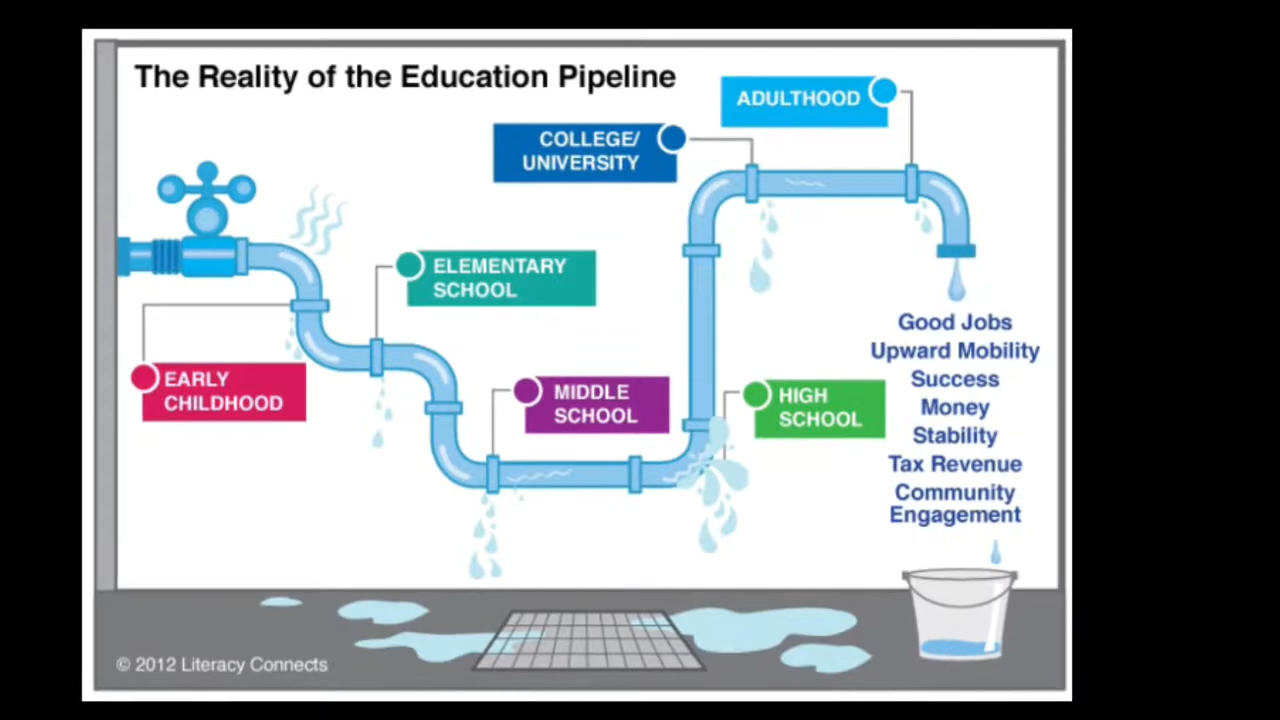 The Reality of the Education Pipeline
ADULTHOOD
COLLEGE/
UNIVERSITY
ELEMENTARY
SCHOOL
EARLY
CHILDHOOD
MIDDLE
SCHOOL
HIGH
SCHOOL
Good Jobs
Upward Mobility
Success
Money
Stability
Tax Revenue
Community
Engagement
© 2012 Literacy Connects